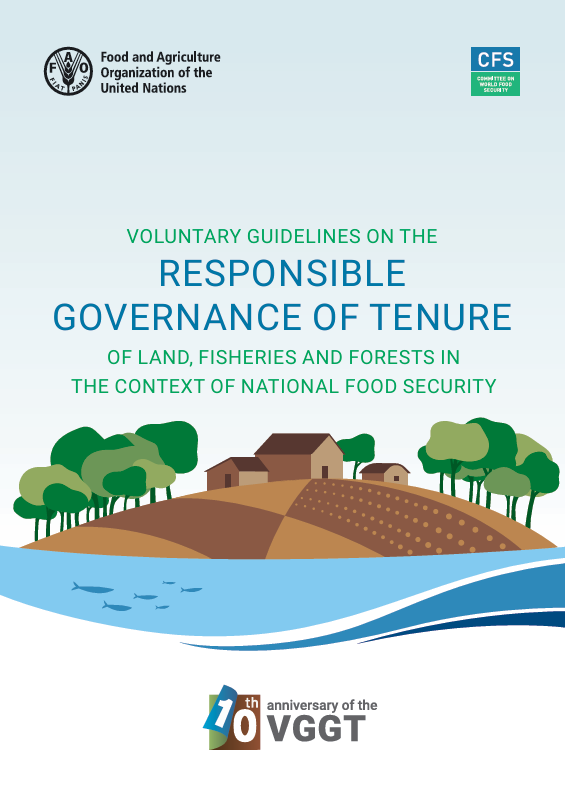 FAO
FIAT PANIS
Food and Agriculture
Organization of the
United Nations
CFS
COMMITTEE ON
WORLD FOOD
SECURITY
VOLUNTARY GUIDELINES ON THE
RESPONSIBLE
GOVERNANCE OF TENURE
OF LAND, FISHERIES AND FORESTS IN
THE CONTEXT OF NATIONAL FOOD SECURITY
10th
anniversary of the
VGGT